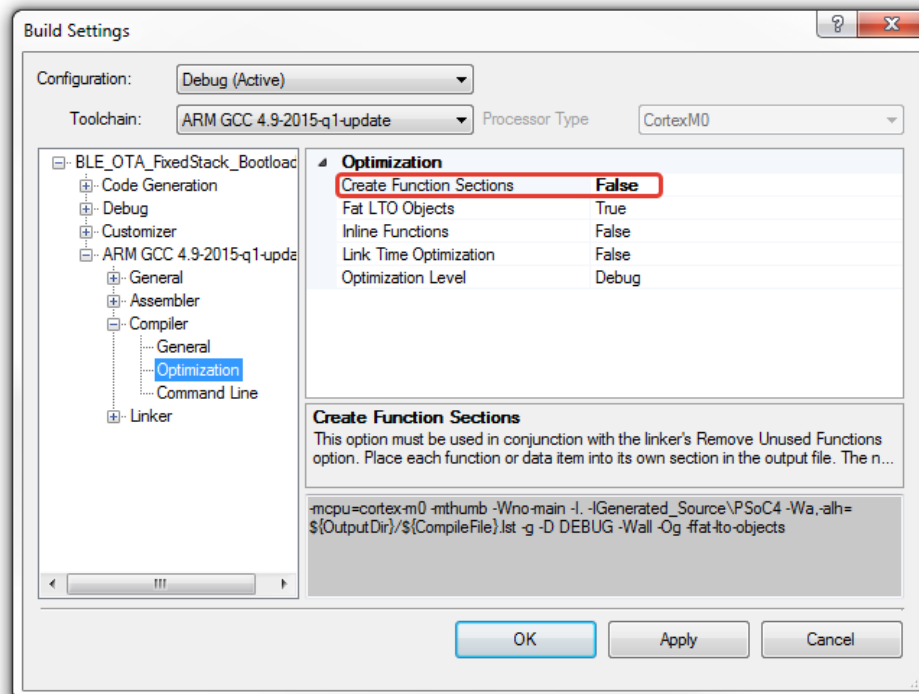 Build Settings
Configuration: Debug (Active)
Toolchain: ARM GCC 4.9-2015-q1-update Processor Type CortexM0
BLE_OTA_FixedStack_Bootloac
Code Generation
Debug
Customizer
ARM GCC 4.9-2015-q1-upda
General
Assembler
Compiler
General
Optimization
Command Line
Linker
Optimization
Create Function Sections False
Fat LTO Objects True
Inline Functions False
Link Time Optimization False
Optimization Level Debug
Create Function Sections
This option must be used in conjunction with the linker's Remove Unused Functions
option. Place each function or data item into its own section in the output file. The n...
-mcpu=cortex-m0 -mthumb -Wno-main -I. -IGenerated_Source\PSoC4 -Wa,-alh=
${OutputDir}/${CompileFile}.lst -g -D DEBUG -Wall -Og -ffat-lto-objects
OK Apply Cancel